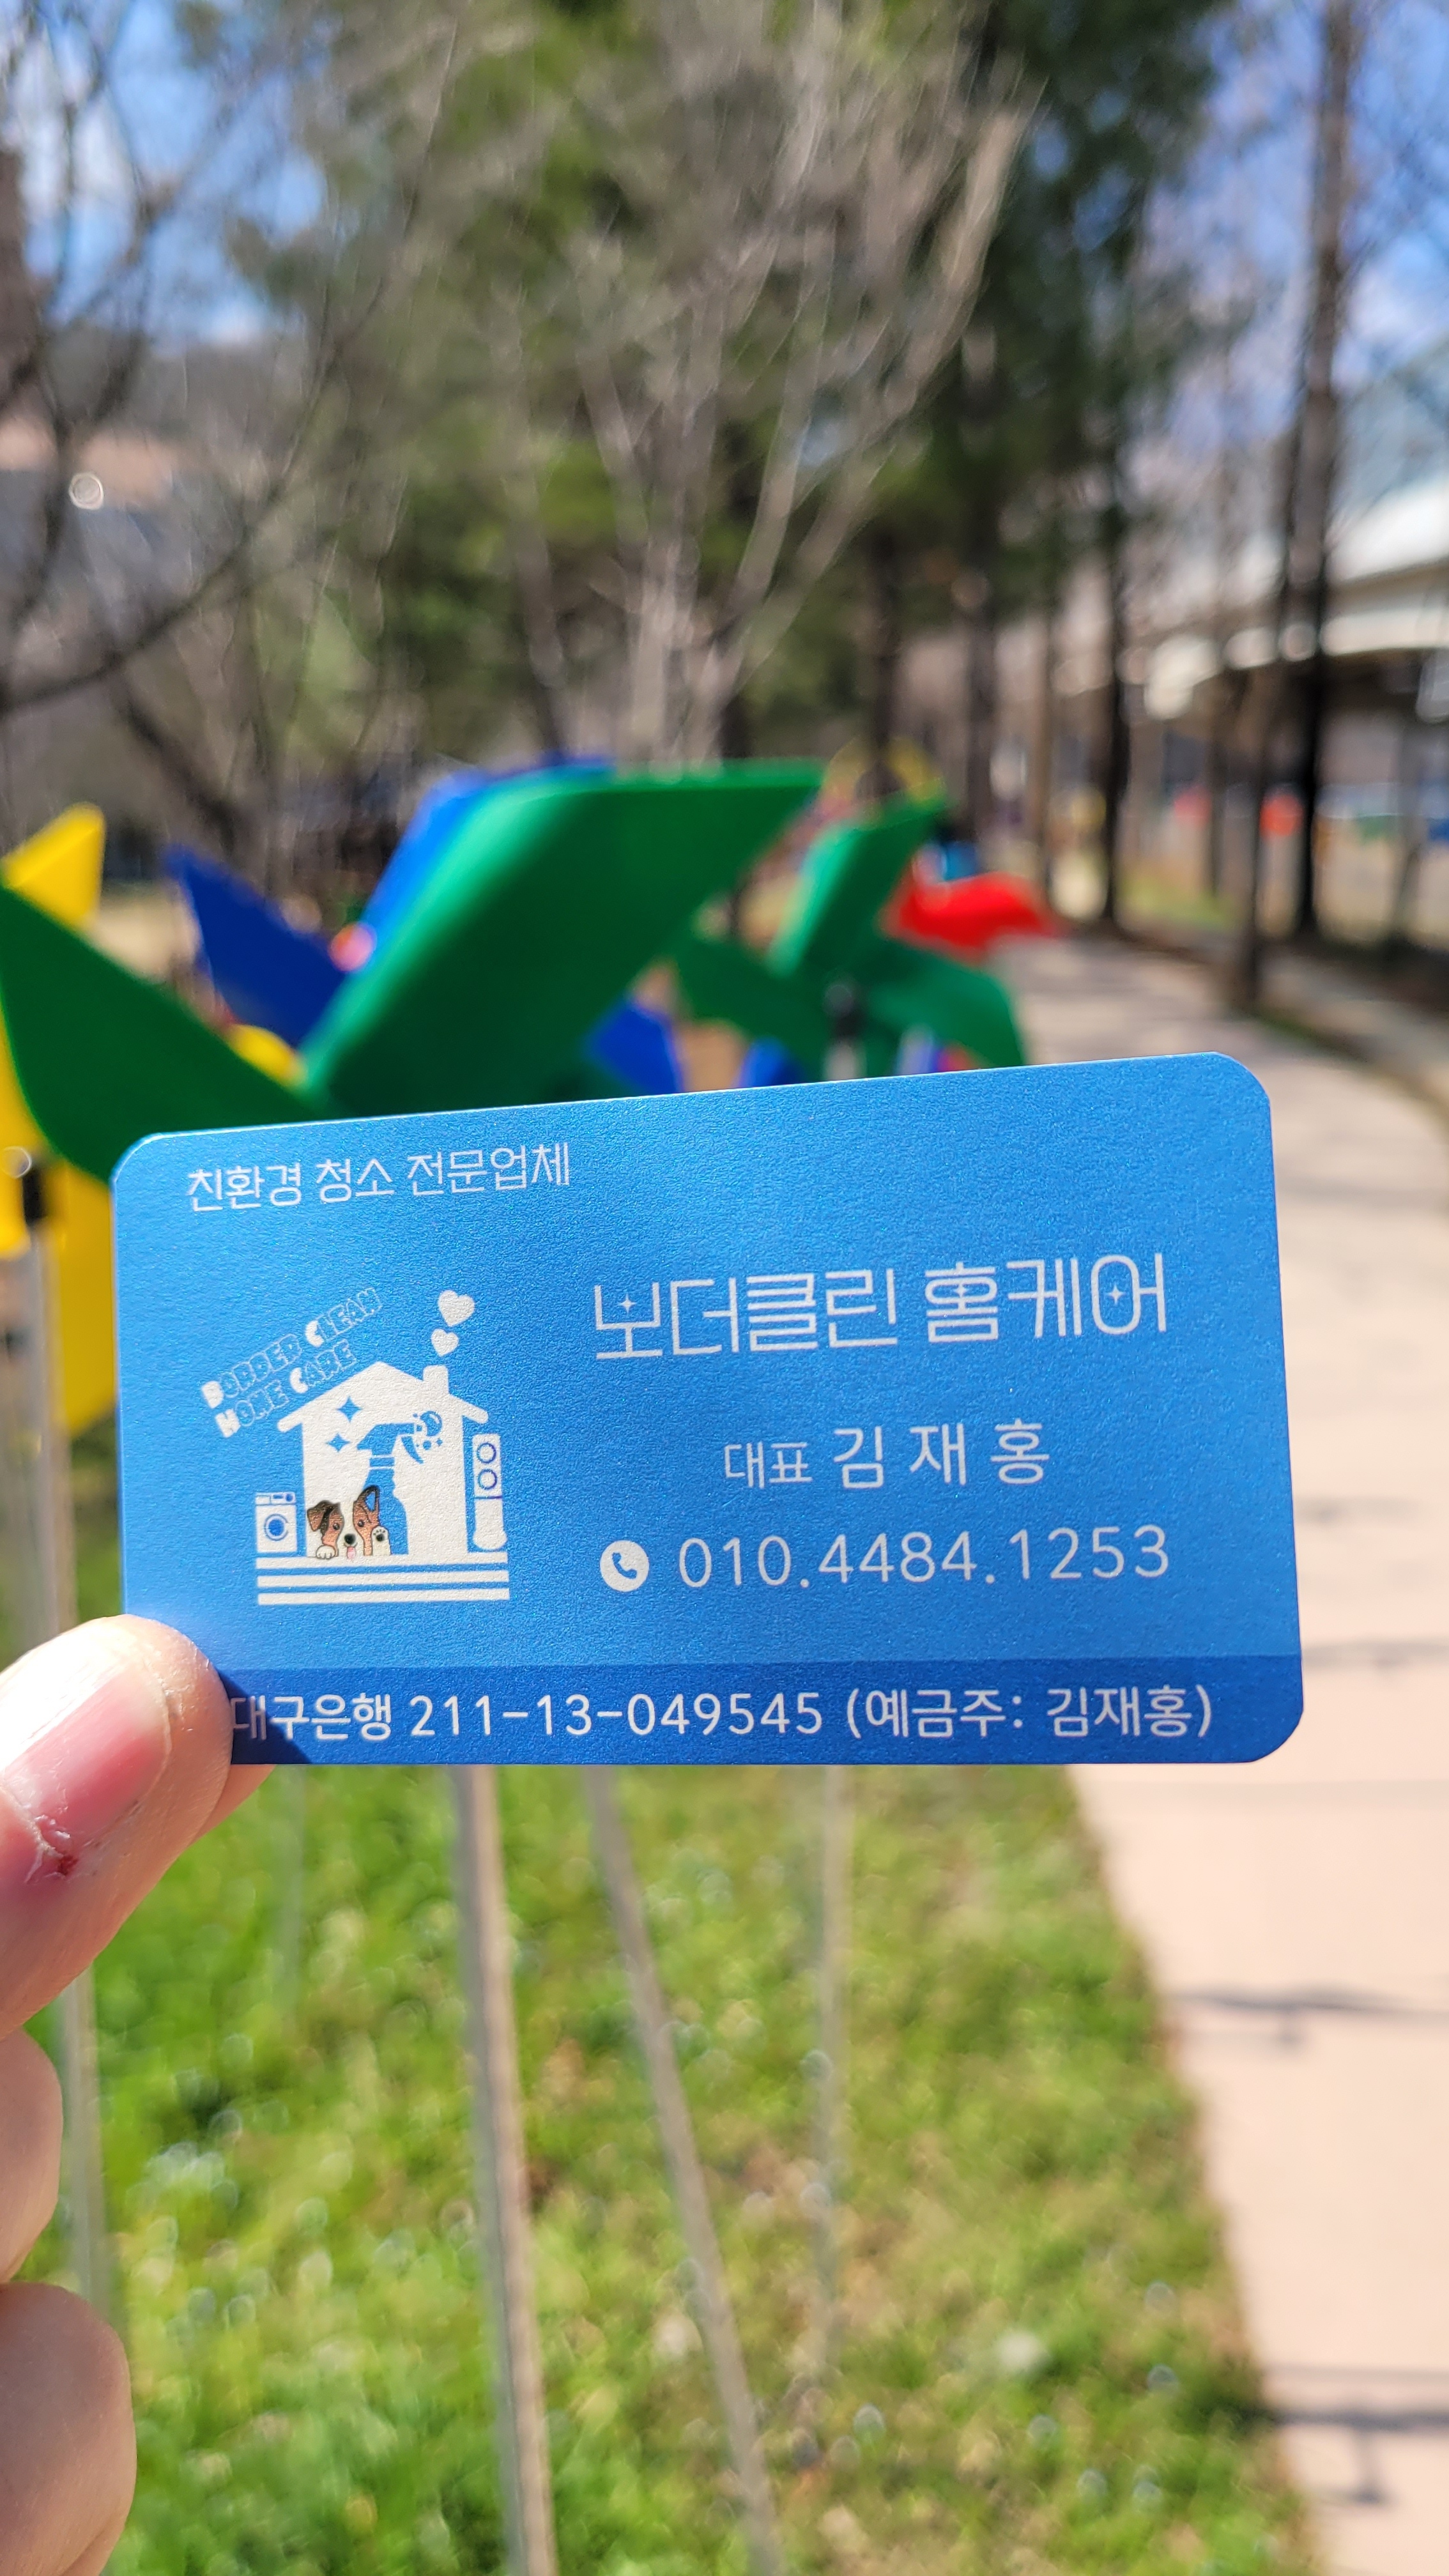 친환경 청소 전문업체
BORDER CLEAN
HOME CARE
보더클린 홈케어
대표 김재홍
010.4484.1253
대구은행 211-13-049545 (예금주: 김재홍)